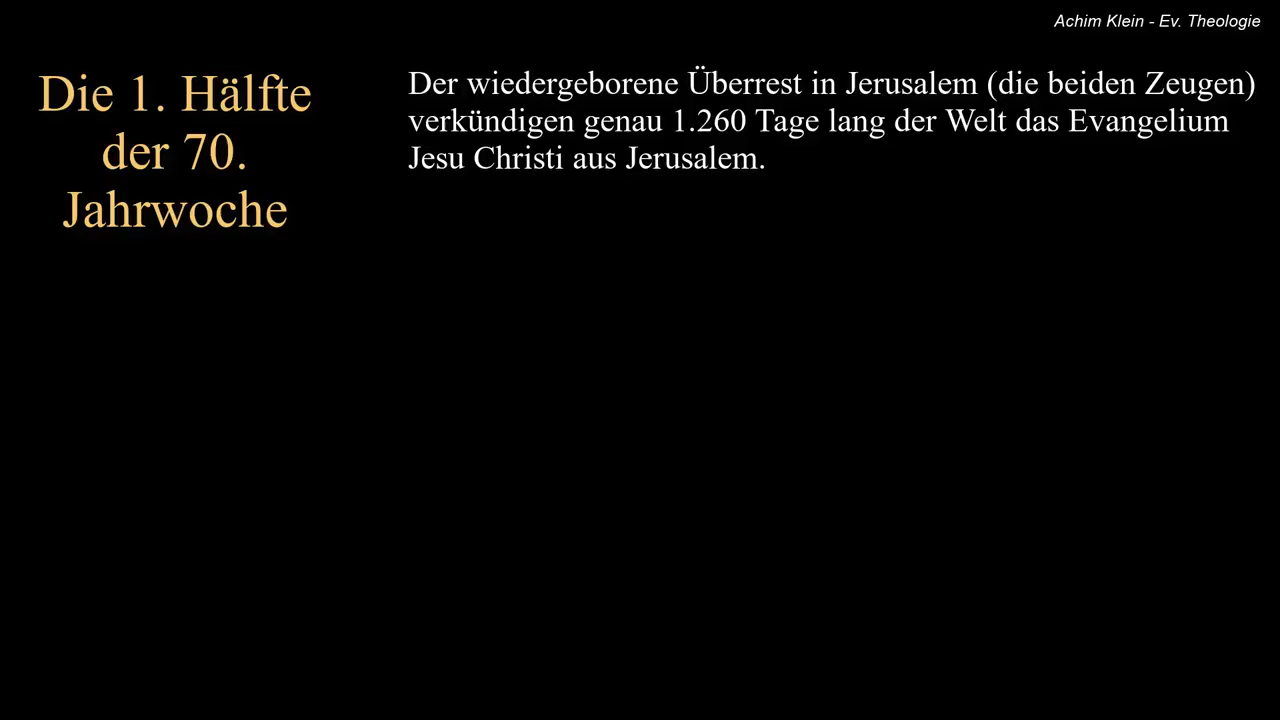 Achim Klein - Ev. Theologie
Die 1. Hälfte
der 70.
Jahrwoche
Der wiedergeborene Überrest in Jerusalem (die beiden Zeugen)
verkündigen genau 1.260 Tage lang der Welt das Evangelium
Jesu Christi aus Jerusalem.